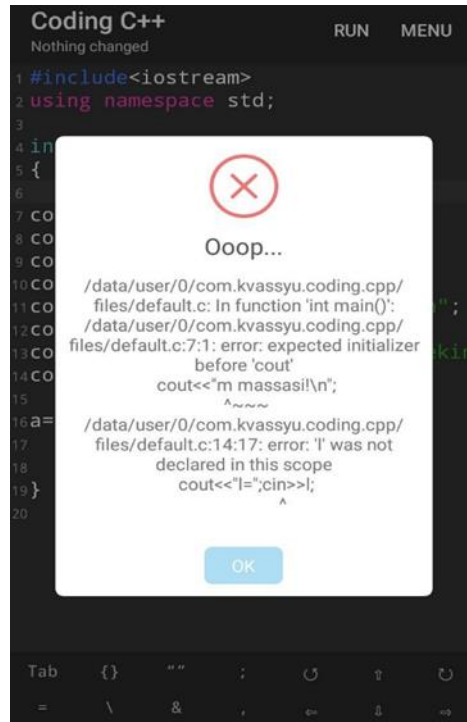 Coding C++
Nothing changed
RUN MENU
1 #include<iostream>
2 using namespace std;
3
4 in
5 {
6
7 co
8 co
9 co
10 co
11 co ";
12 co
13 co ekin
14 co
15
16 a=
17
18
19 }
20
Ooop...
/data/user/0/com.kvassyu.coding.cpp/
files/default.c: In function 'int main()':
/data/user/0/com.kvassyu.coding.cpp/
files/default.c:7:1: error: expected initializer
before 'cout'
cout<<"m massasi!\n";
^~~~
/data/user/0/com.kvassyu.coding.cpp/
files/default.c:14:17: error: 'l' was not
declared in this scope
cout<<"l=";cin>>l;
^
OK
Tab {} "" ; ↺ ⇧ ↻
= \ & , ⇦ ⇩ ⇨